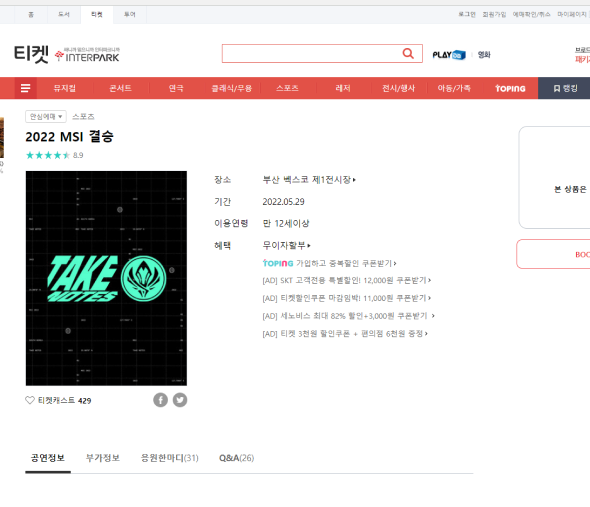 홈 도서 티켓 투어
로그인 회원가입 예매확인/취소 마이페이지
티켓 INTERPARK
PLAY DB 영화
뮤지컬 콘서트 연극 클래식/무용 스포츠 레저 전시/행사 아동/가족 TOPING 랭킹
안심예매 스포츠
2022 MSI 결승
8.9
TAKE
NOTES
장소 부산 벡스코 제1전시장
기간 2022.05.29
이용연령 만 12세이상
혜택 무이자할부
TOPING 가입하고 중복할인 쿠폰받기
[AD] SKT 고객전용 특별할인! 12,000원 쿠폰받기
[AD] 티켓할인쿠폰 마감임박! 11,000원 쿠폰받기
[AD] 세노비스 최대 82% 할인+3,000원 쿠폰받기
[AD] 티켓 3천원 할인쿠폰 + 편의점 6천원 증정
본 상품은
BOO
티켓캐스트 429
공연정보 부가정보 응원한마디(31) Q&A(26)